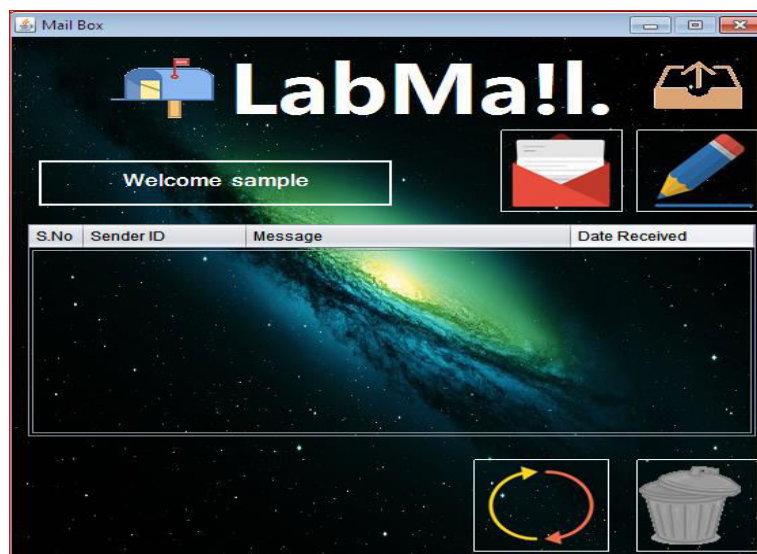 Mail Box
LabMa!l.
Welcome sample
S.No Sender ID Message Date Received